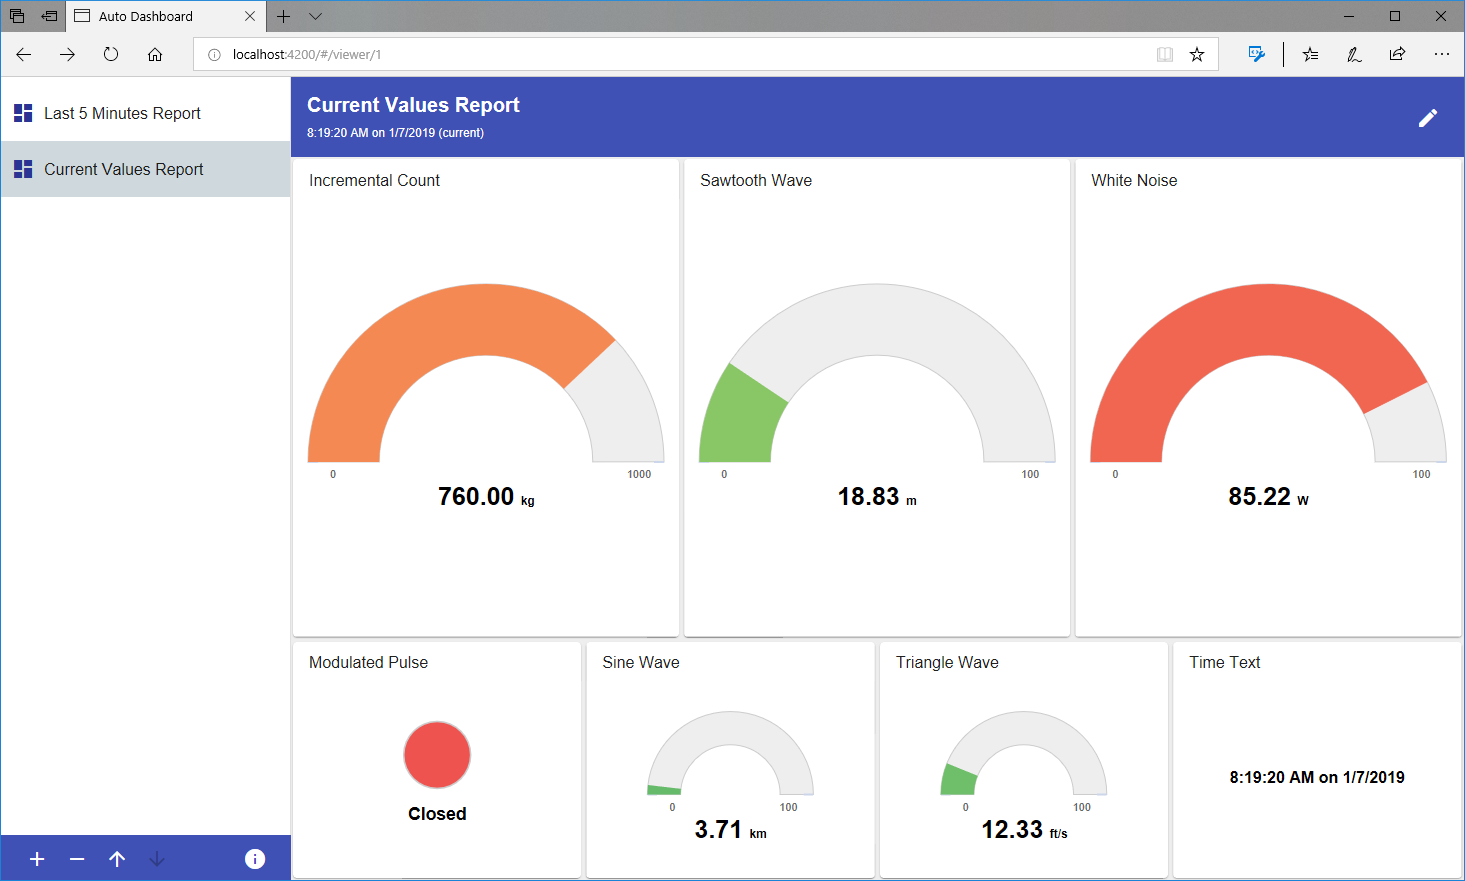 Auto Dashboard
localhost:4200/#/viewer/1
Last 5 Minutes Report
Current Values Report
Current Values Report
8:19:20 AM on 1/7/2019 (current)
Incremental Count
0 1000
760.00 kg
Sawtooth Wave
0 100
18.83 m
White Noise
0 100
85.22 W
Modulated Pulse
Closed
Sine Wave
0 100
3.71 km
Triangle Wave
0 100
12.33 ft/s
Time Text
8:19:20 AM on 1/7/2019